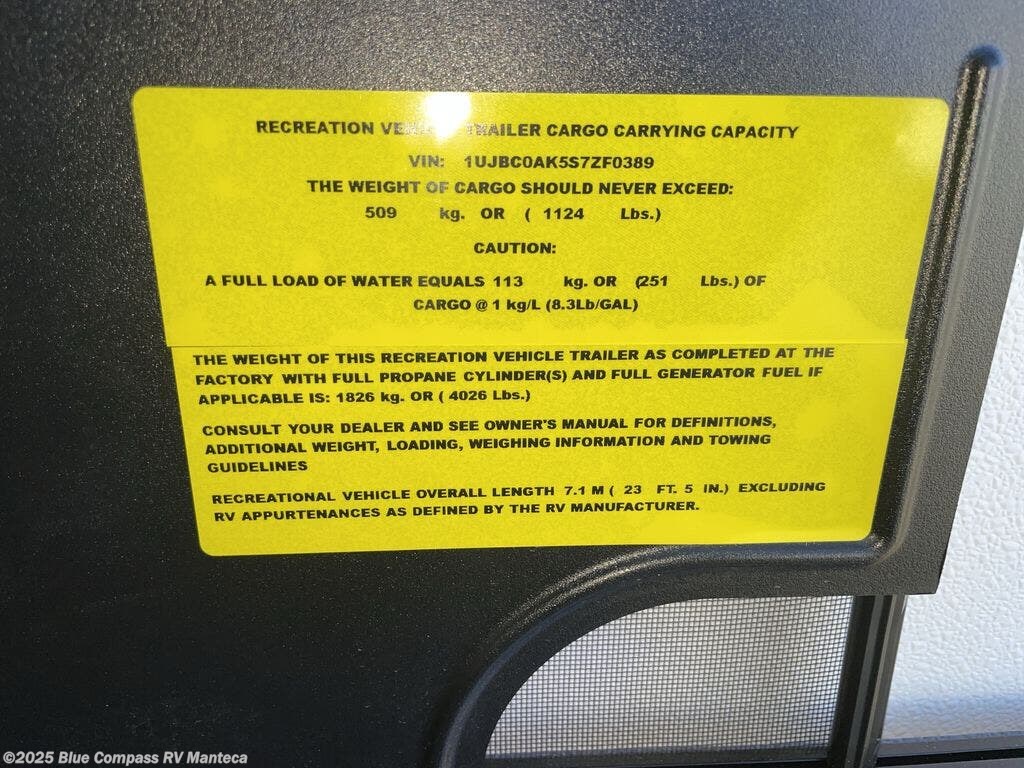 RECREATION TRAILER CARGO CARRYING CAPACITY
VIN: 1UJBC0AK5S7ZF0389
THE WEIGHT OF CARGO SHOULD NEVER EXCEED:
509 kg. OR ( 1124 Lbs.)
CAUTION:
A FULL LOAD OF WATER EQUALS 113 kg. OR (251 Lbs.) OF
CARGO @ 1 kg/L (8.3Lb/GAL)
THE WEIGHT OF THIS RECREATION VEHICLE TRAILER AS COMPLETED AT THE
FACTORY WITH FULL PROPANE CYLINDER(S) AND FULL GENERATOR FUEL IF
APPLICABLE IS: 1826 kg. OR ( 4026 Lbs.)
CONSULT YOUR DEALER AND SEE OWNER'S MANUAL FOR DEFINITIONS,
ADDITIONAL WEIGHT, LOADING, WEIGHING INFORMATION AND TOWING
GUIDELINES
RECREATIONAL VEHICLE OVERALL LENGTH 7.1 M ( 23 FT. 5 IN.) EXCLUDING
RV APPURTENANCES AS DEFINED BY THE RV MANUFACTURER.
©2025 Blue Compass RV Manteca